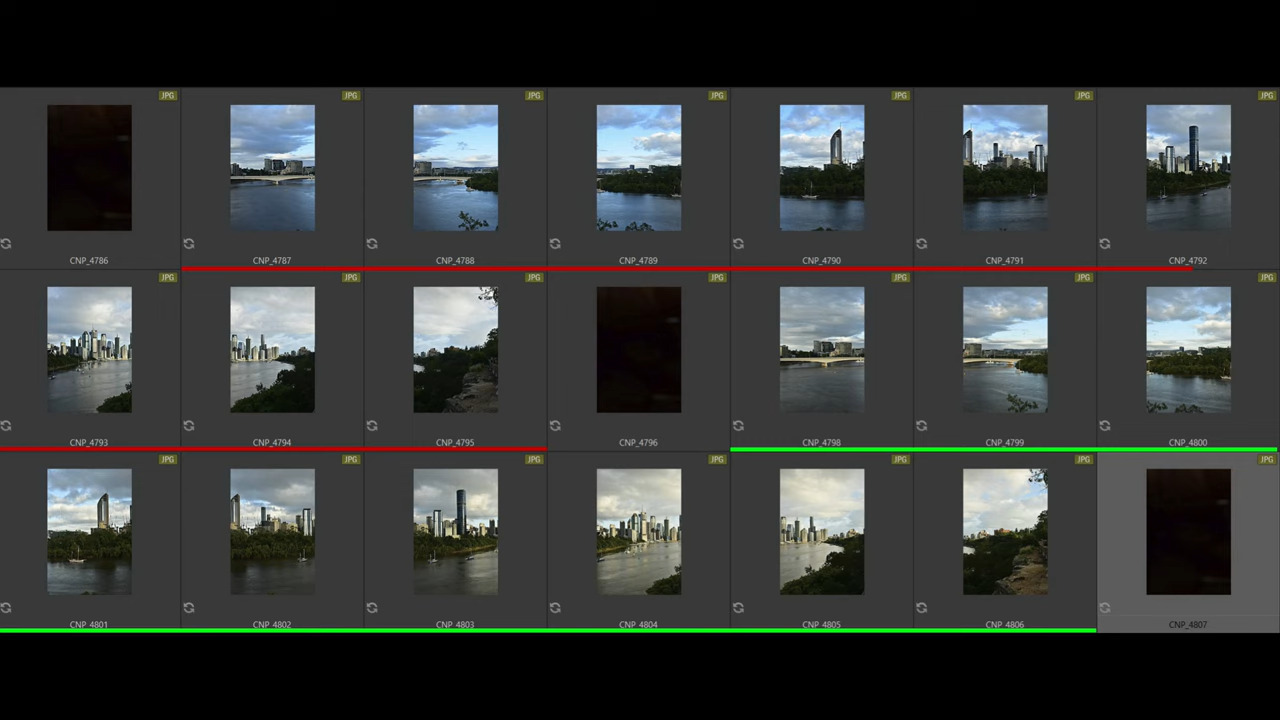 JPG JPG JPG JPG JPG JPG JPG
CNP_4786 CNP_4787 CNP_4788 CNP_4789 CNP_4790 CNP_4791 CNP_4792
JPG JPG JPG JPG JPG JPG JPG
CNP_4793 CNP_4794 CNP_4795 CNP_4796 CNP_4798 CNP_4799 CNP_4800
JPG JPG JPG JPG JPG JPG JPG
CNP_4801 CNP_4802 CNP_4803 CNP_4804 CNP_4805 CNP_4806 CNP_4807